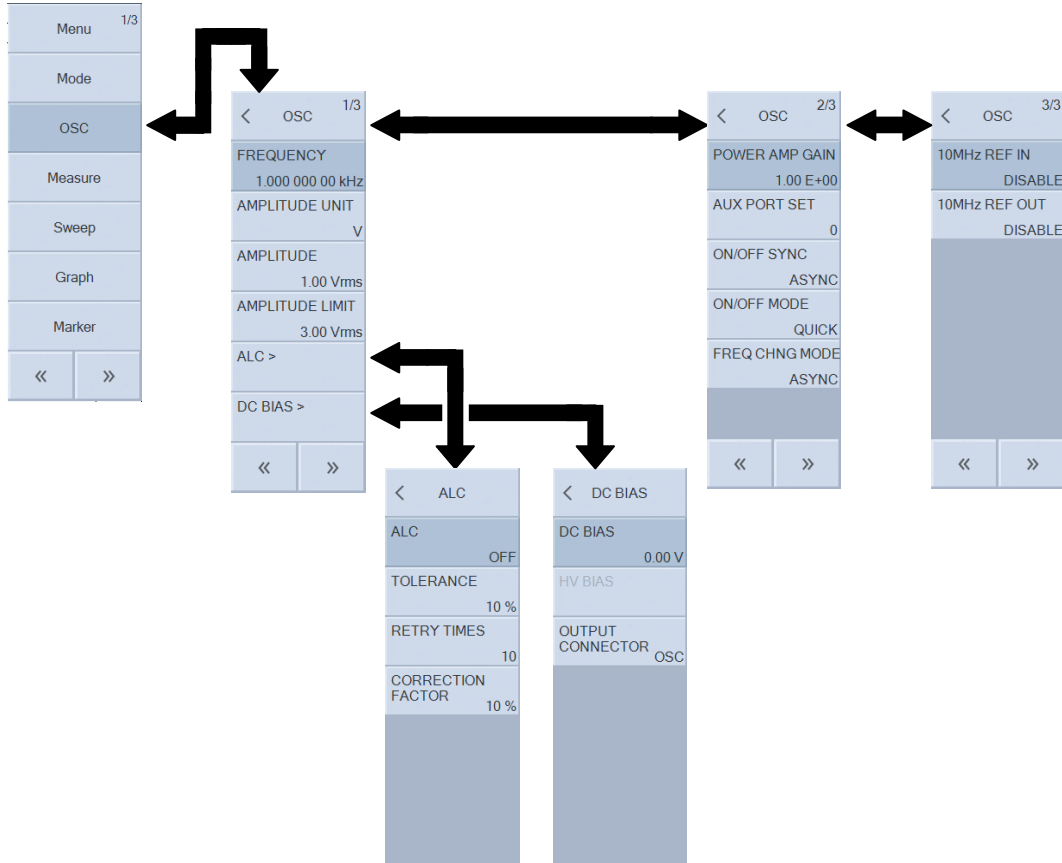 Menu 1/3
Mode
OSC
Measure
Sweep
Graph
Marker
« »
< OSC 1/3
FREQUENCY
1.000 000 00 kHz
AMPLITUDE UNIT
V
AMPLITUDE
1.00 Vrms
AMPLITUDE LIMIT
3.00 Vrms
ALC >
DC BIAS >
« »
< OSC 2/3
POWER AMP GAIN
1.00 E+00
AUX PORT SET
0
ON/OFF SYNC
ASYNC
ON/OFF MODE
QUICK
FREQ CHNG MODE
ASYNC
« »
< OSC 3/3
10MHz REF IN
DISABLE
10MHz REF OUT
DISABLE
« »
< ALC
ALC
OFF
TOLERANCE
10 %
RETRY TIMES
10
CORRECTION
FACTOR
10 %
< DC BIAS
DC BIAS
0.00 V
HV BIAS
OUTPUT
CONNECTOR
OSC